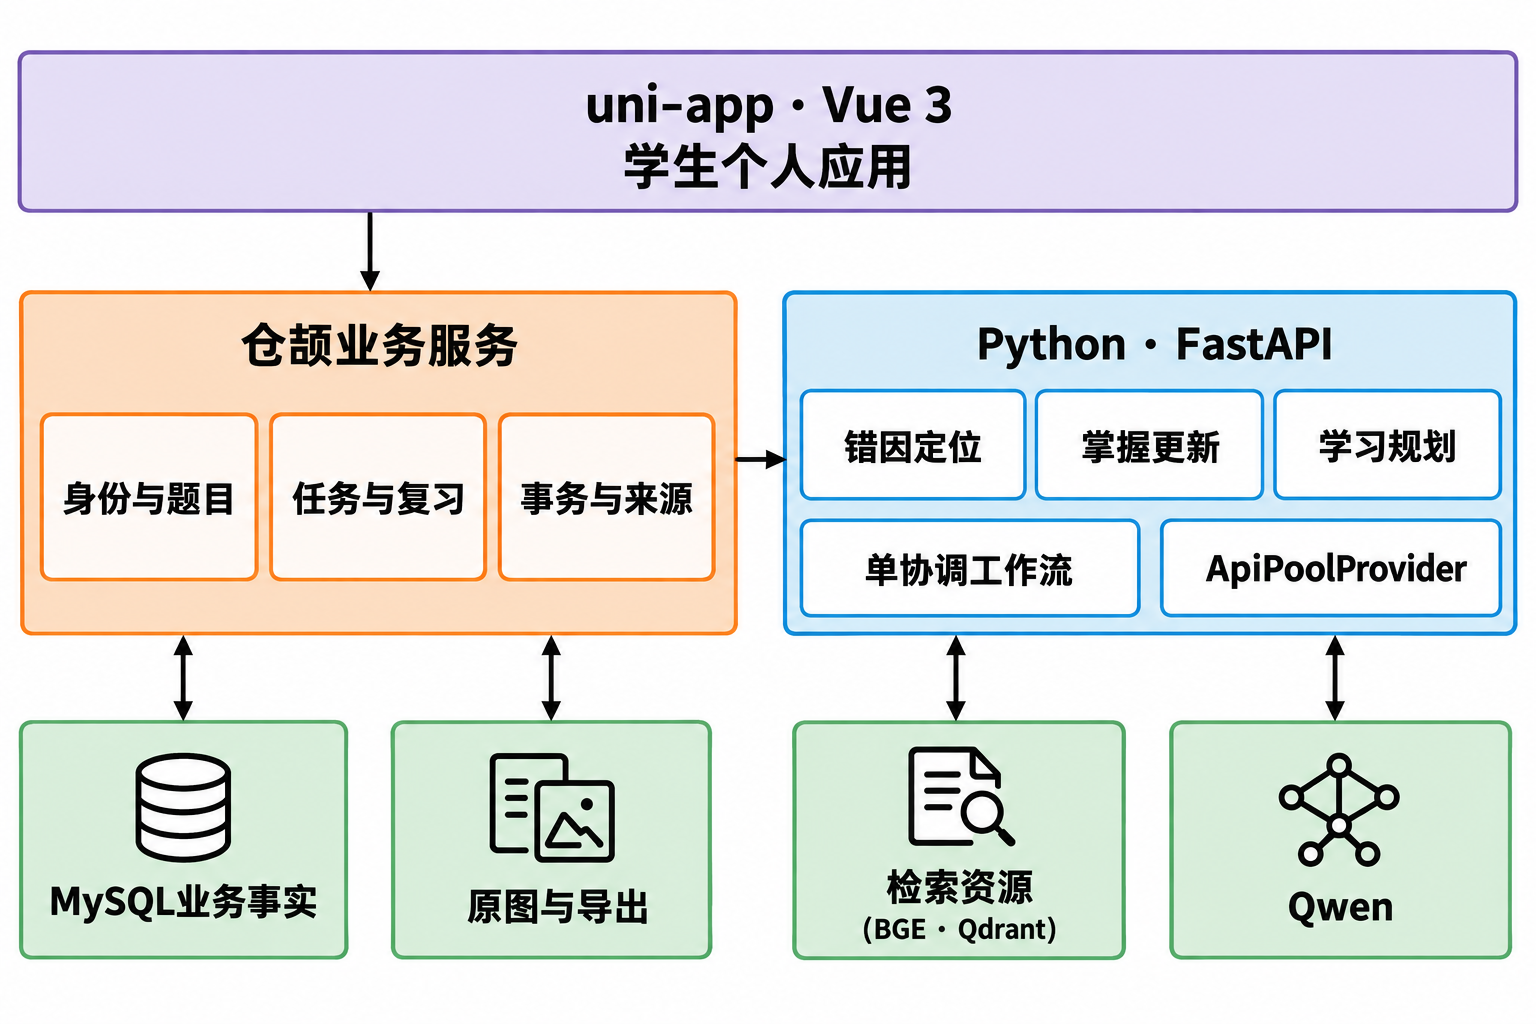 uni-app · Vue 3
学生个人应用
仓颉业务服务
身份与题目
任务与复习
事务与来源
Python · FastAPI
错因定位
掌握更新
学习规划
单协调工作流
ApiPoolProvider
MySQL业务事实
原图与导出
检索资源
(BGE · Qdrant)
Qwen